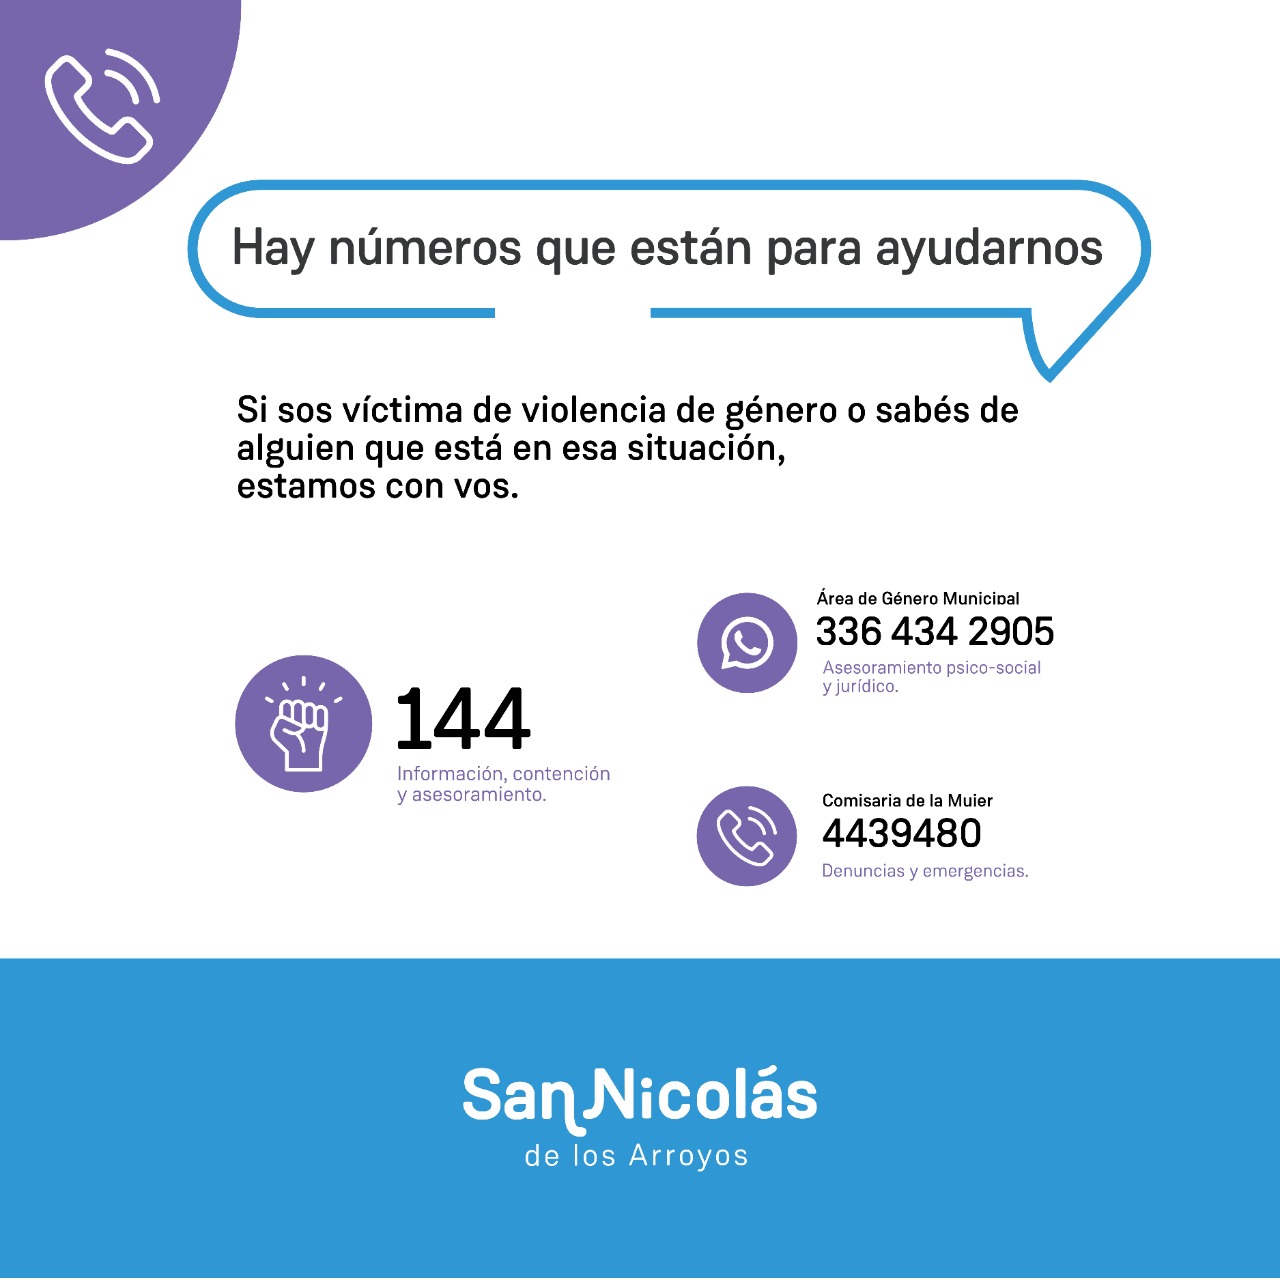 Hay números que están para ayudarnos
Si sos víctima de violencia de género o sabés de
alguien que está en esa situación,
estamos con vos.
144
Información, contención
y asesoramiento.
Área de Género Municipal
336 434 2905
Asesoramiento psico-social
y jurídico.
Comisaria de la Mujer
4439480
Denuncias y emergencias.
San Nicolás
de los Arroyos